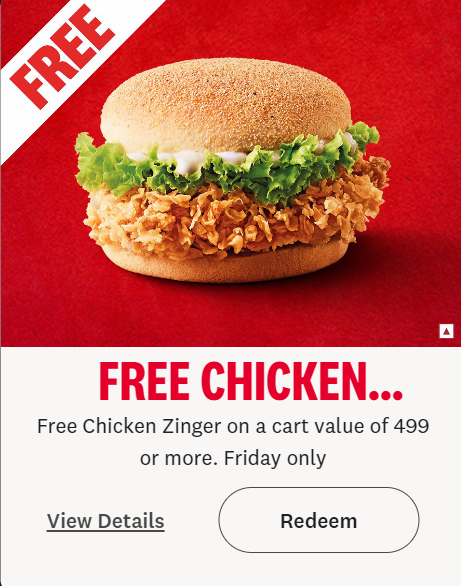 FREE
FREE CHICKEN...
Free Chicken Zinger on a cart value of 499
or more. Friday only
View Details
Redeem